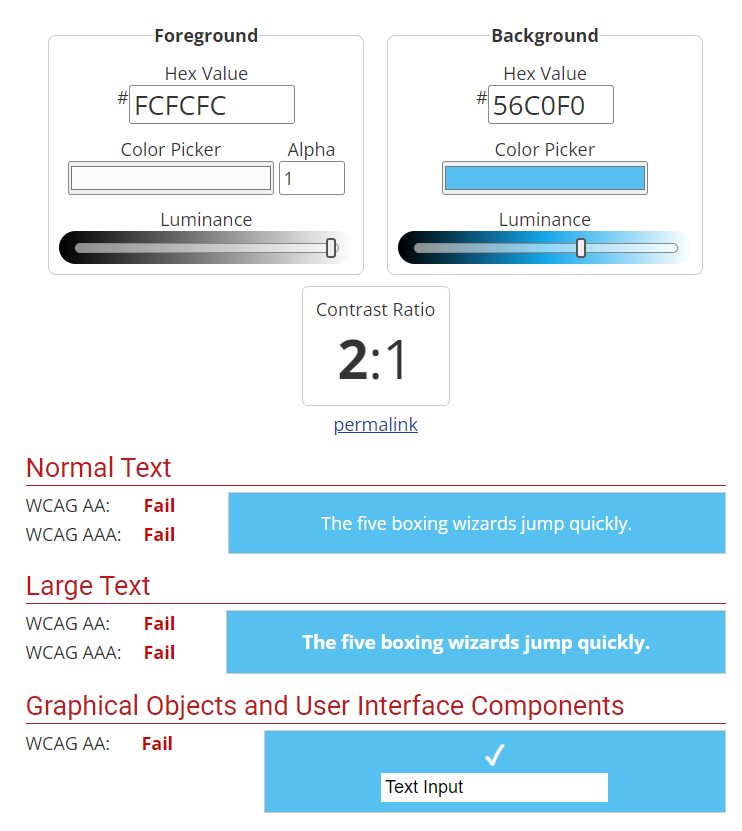 Foreground
Hex Value
# FCFCFC
Color Picker Alpha
1
Luminance
Background
Hex Value
# 56C0F0
Color Picker
Luminance
Contrast Ratio
2:1
permalink
Normal Text
WCAG AA: Fail
WCAG AAA: Fail
The five boxing wizards jump quickly.
Large Text
WCAG AA: Fail
WCAG AAA: Fail
The five boxing wizards jump quickly.
Graphical Objects and User Interface Components
WCAG AA: Fail
✓
Text Input